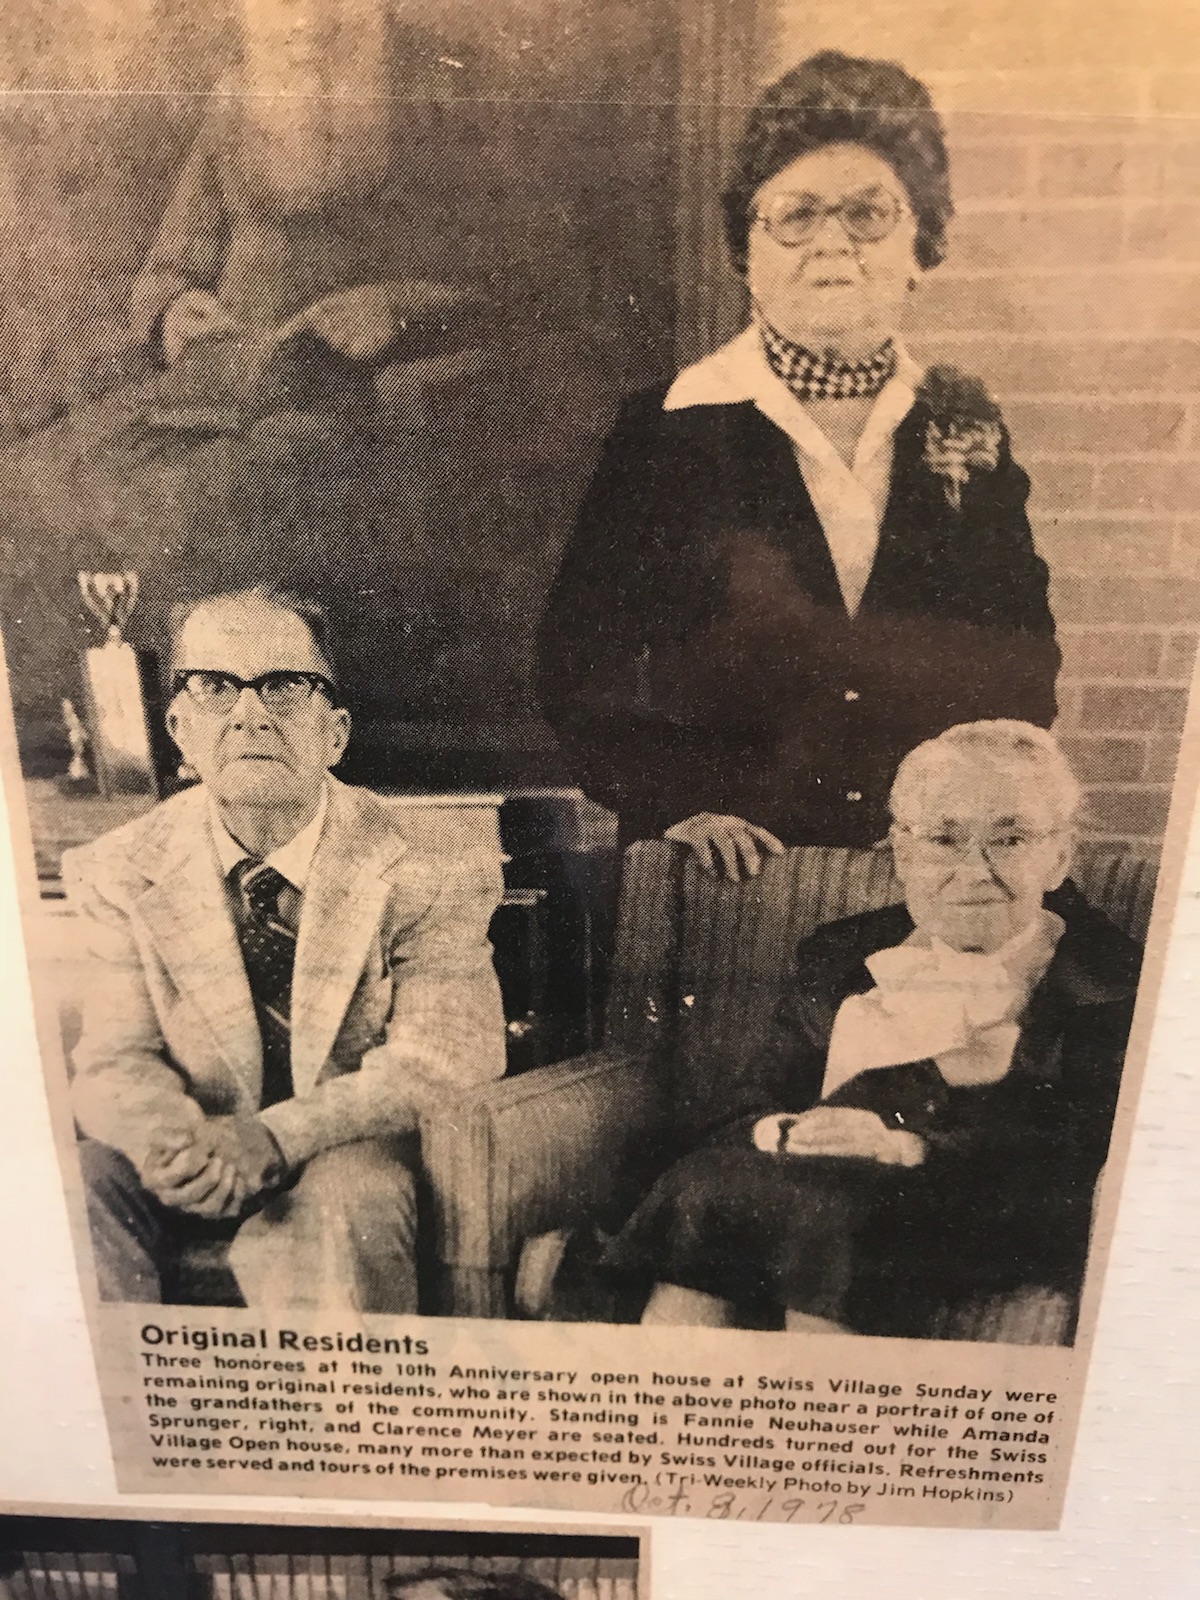 Original Residents
Three honorees at the 10th Anniversary open house at Swiss Village Sunday were
remaining original residents, who are shown in the above photo near a portrait of one of
the grandfathers of the community. Standing is Fannie Neuhauser while Amanda
Sprunger, right, and Clarence Meyer are seated. Hundreds turned out for the Swiss
Village Open house, many more than expected by Swiss Village officials. Refreshments
were served and tours of the premises were given. (Tri-Weekly Photo by Jim Hopkins)
Oct. 8, 1978